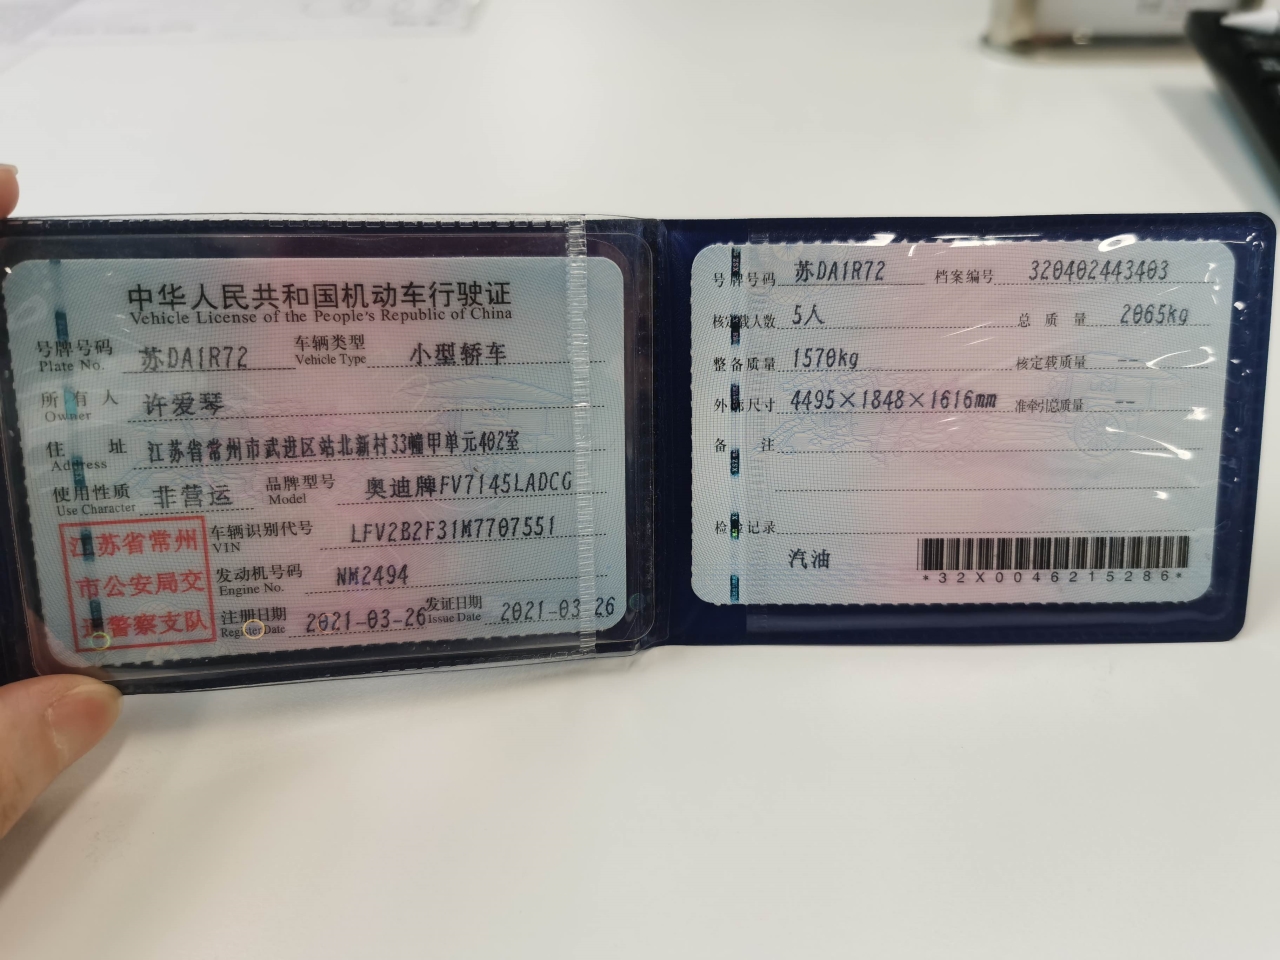 中华人民共和国机动车行驶证
Vehicle License of the People's Republic of China
号牌号码 苏DA1R72 车辆类型 小型轿车
Plate No. Vehicle Type
所有人 许爱琴
Owner
住址 江苏省常州市武进区站北新村33幢甲单元402室
Address
使用性质 非营运 品牌型号 奥迪牌FV7145LADCG
Use Character Model
江苏省常州
市公安局交
通警察支队
车辆识别代号 LFV2B2F31M7707551
VIN
发动机号码 NM2494
Engine No.
注册日期 2021-03-26 发证日期 2021-03-26
Register Date Issue Date
号牌号码 苏DA1R72 档案编号 320402443403
核定载人数 5人 总质量 2065kg
整备质量 1570kg 核定载质量 --
外廓尺寸 4495×1848×1616mm 准牵引总质量 --
备注
检验记录
汽油
*32X0046215286*